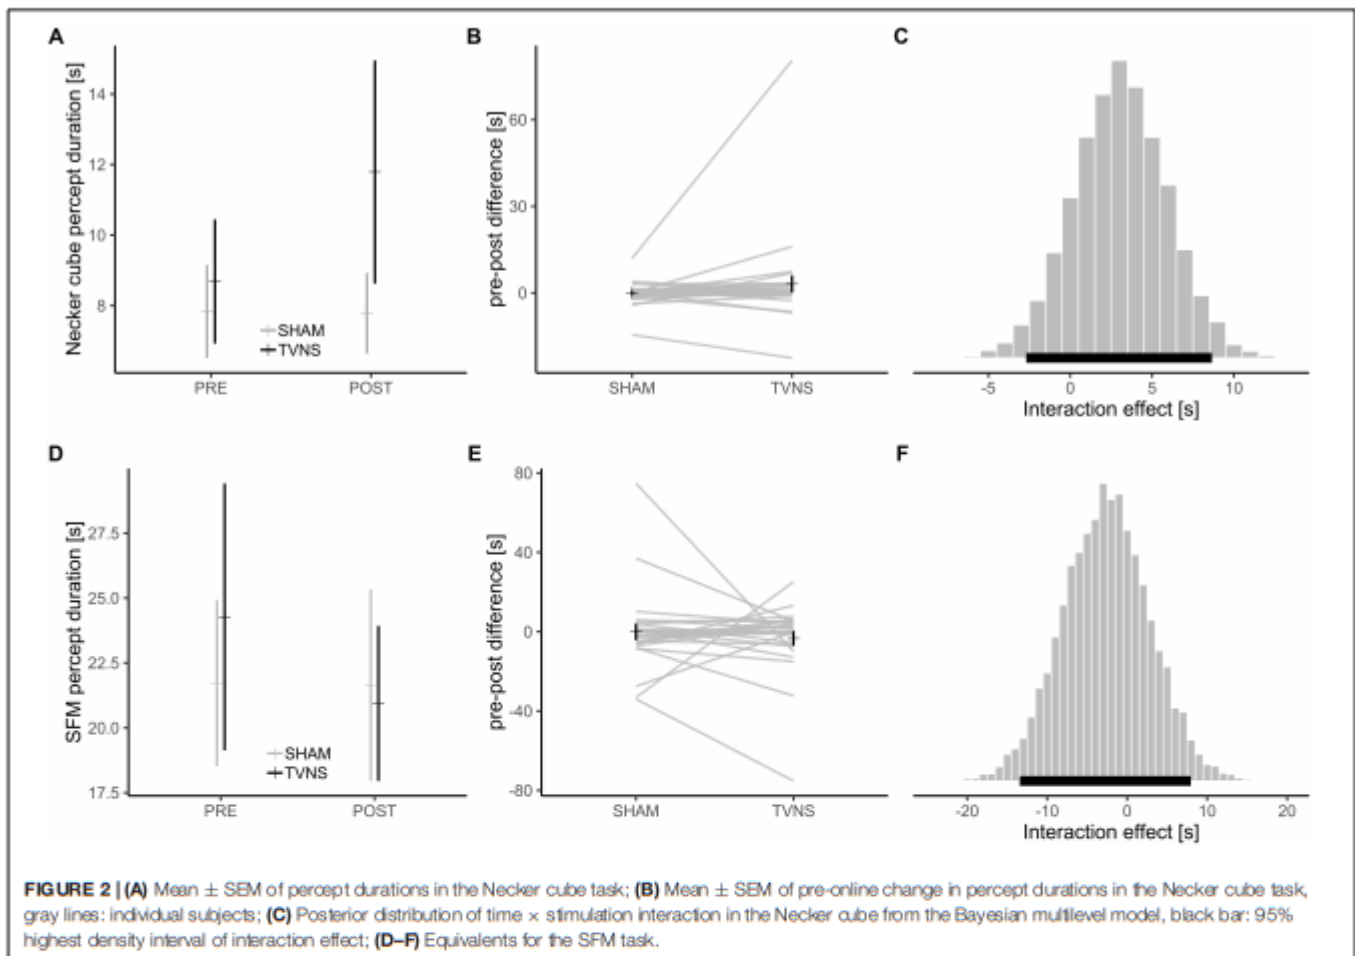 A
B
C
Necker cube percept duration [s]
14
12
10
8
SHAM
TVNS
PRE
POST
pre-post difference [s]
60
30
0
SHAM
TVNS
-5
0
5
10
Interaction effect [s]
D
E
F
SFM percept duration [s]
27.5
25.0
22.5
20.0
17.5
SHAM
TVNS
PRE
POST
pre-post difference [s]
80
40
0
-40
-80
SHAM
TVNS
-20
-10
0
10
20
Interaction effect [s]
FIGURE 2 | (A) Mean ± SEM of percept durations in the Necker cube task; (B) Mean ± SEM of pre-online change in percept durations in the Necker cube task,
gray lines: individual subjects; (C) Posterior distribution of time × stimulation interaction in the Necker cube from the Bayesian multilevel model, black bar: 95%
highest density interval of interaction effect; (D–F) Equivalents for the SFM task.